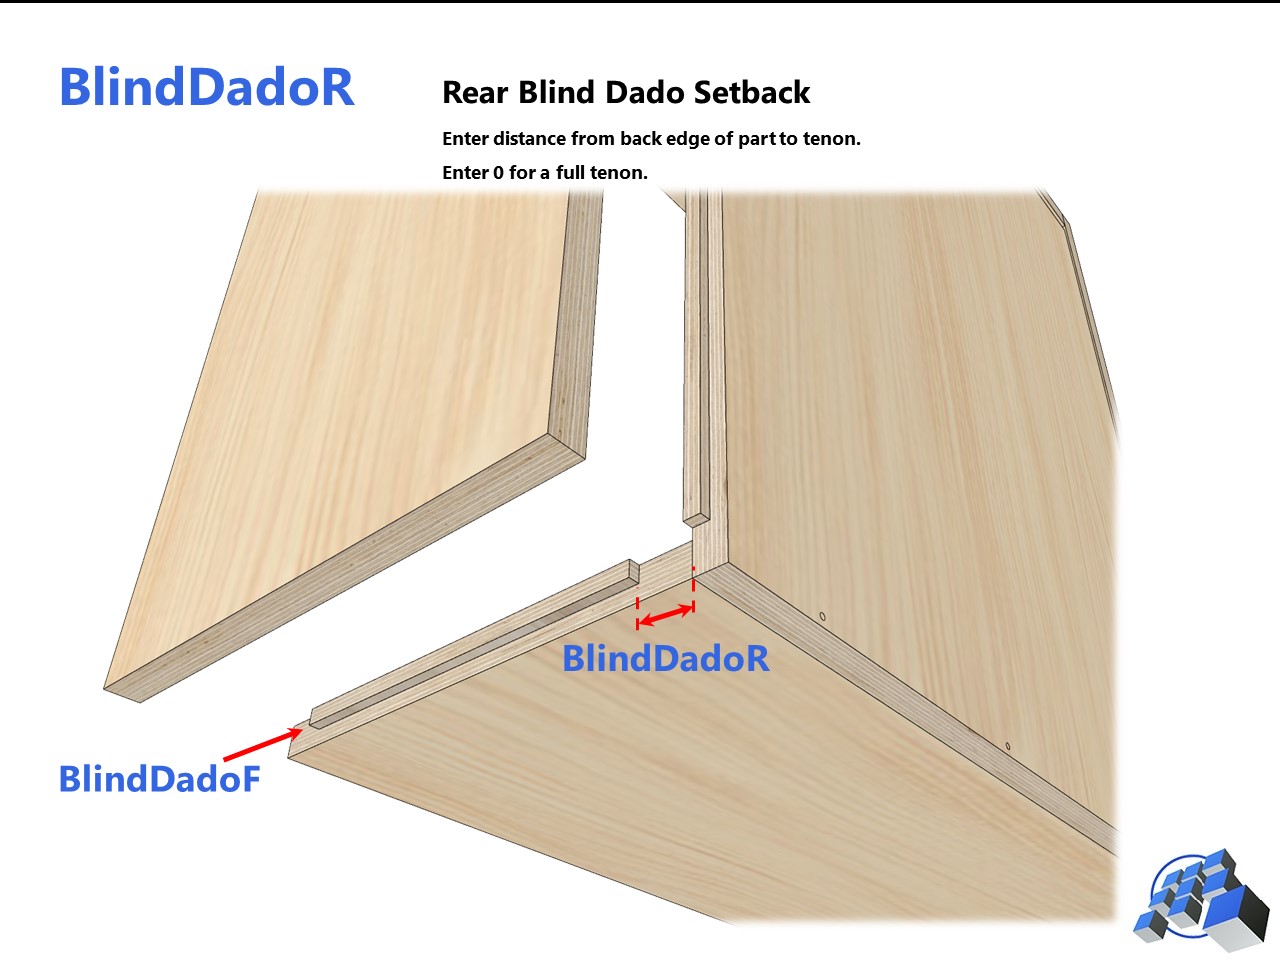 BlindDadoR
Rear Blind Dado Setback
Enter distance from back edge of part to tenon.
Enter 0 for a full tenon.
BlindDadoR
BlindDadoF